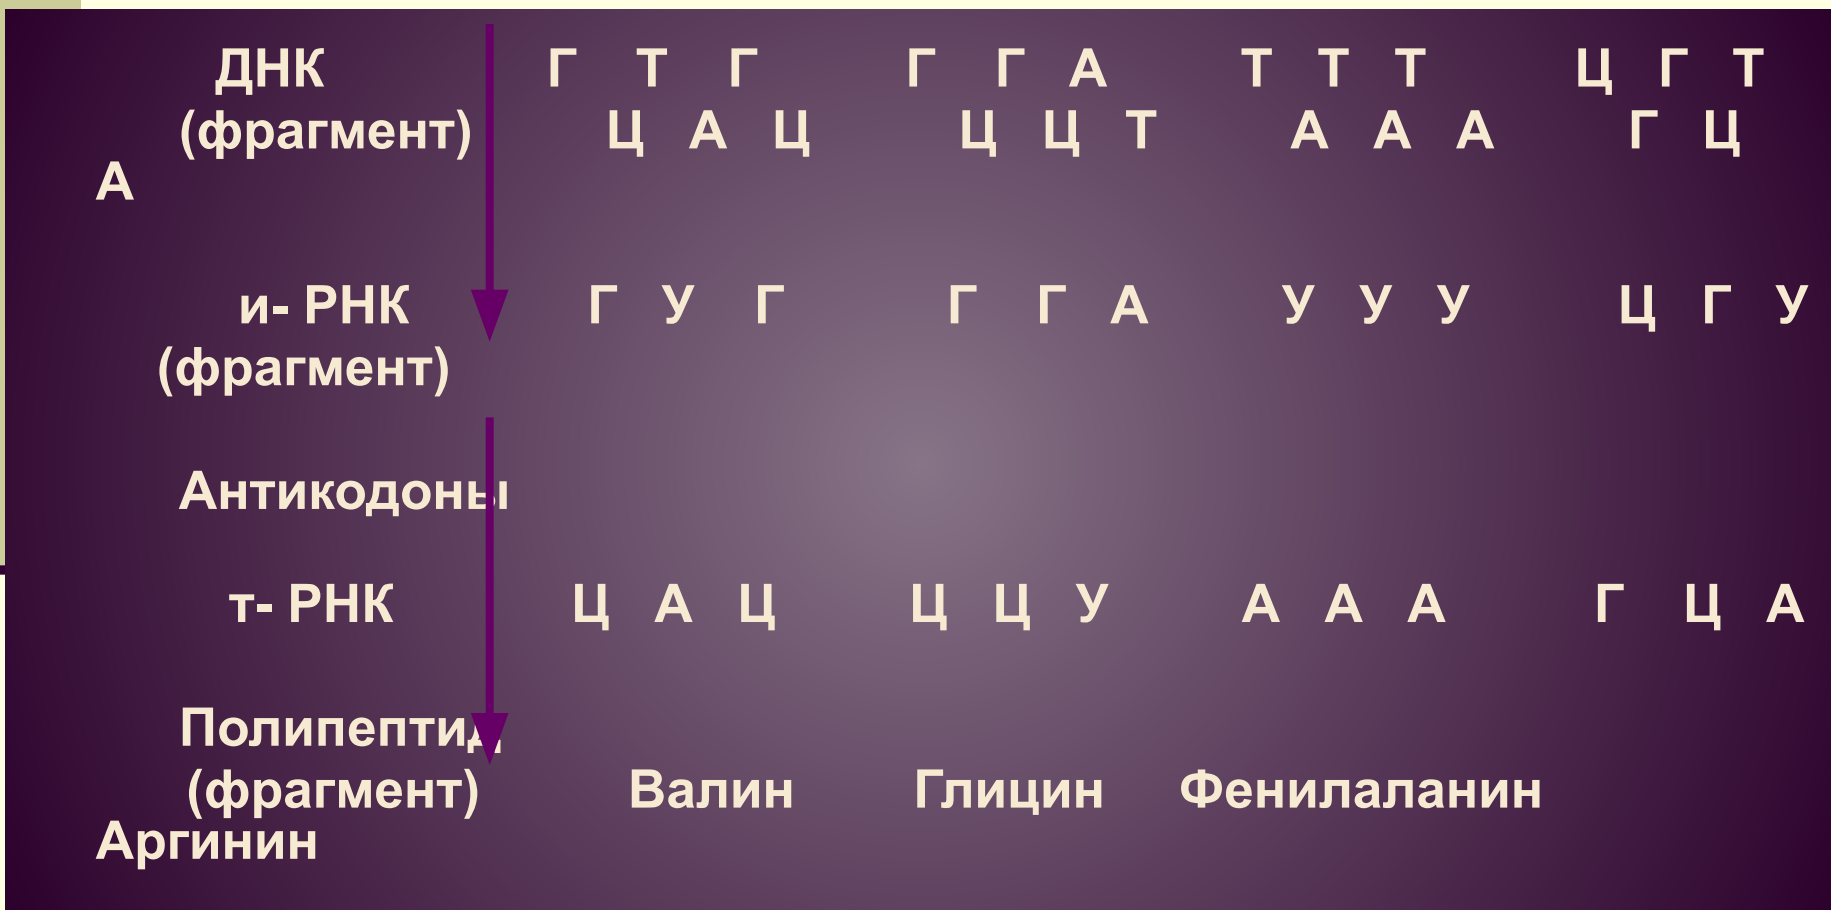 ДНК Г Т Г Г Г А Т Т Т Ц Г Т
(фрагмент) Ц А Ц Ц Ц Т А А А Г Ц
А
и- РНК Г У Г Г Г А У У У Ц Г У
(фрагмент)
Антикодоны
т- РНК Ц А Ц Ц Ц У А А А Г Ц А
Полипептид
(фрагмент) Валин Глицин Фенилаланин
Аргинин